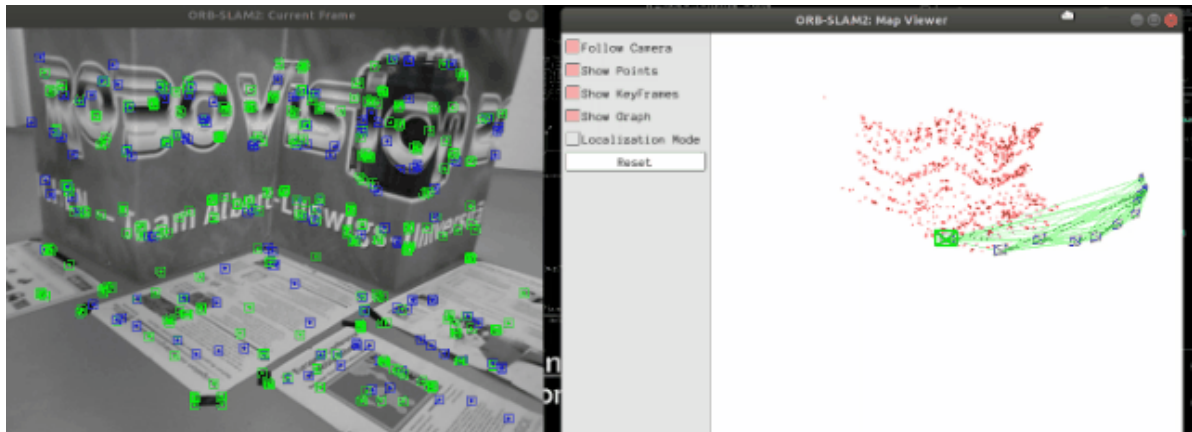 ORB-SLAM2: Current Frame
Team Albert-Ludwigs Universität
ORB-SLAM2: Map Viewer
Follow Camera
Show Points
Show KeyFrames
Show Graph
Localization Mode
Reset